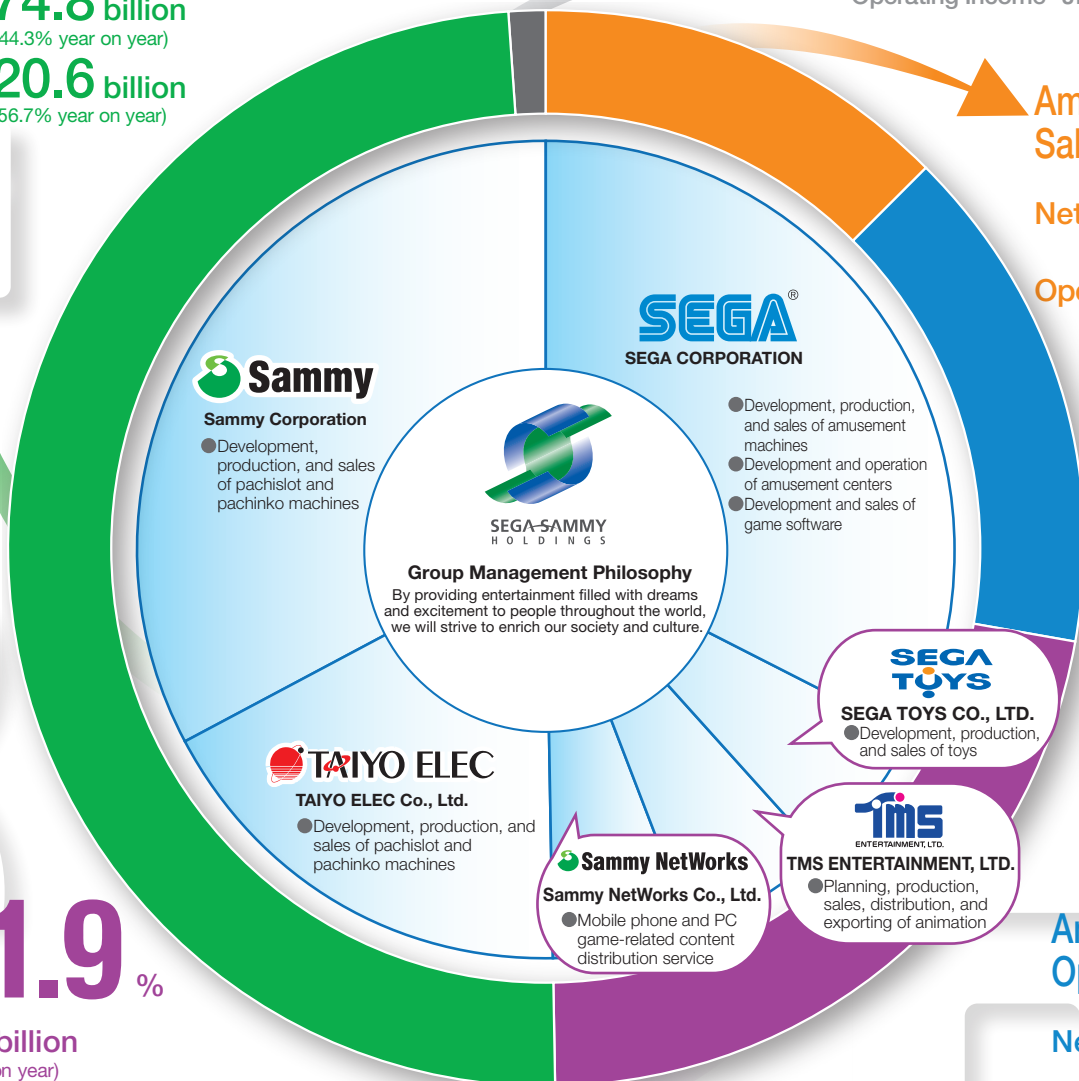 74.8 billion
44.3% year on year)
20.6 billion
56.7% year on year)
Operating Income
Net
SEGA®
SEGA CORPORATION
●Development, production,
and sales of amusement
machines
●Development and operation
of amusement centers
●Development and sales of
game software
Sammy
Sammy Corporation
●Development,
production, and sales
of pachislot and
pachinko machines
SEGA SAMMY
HOLDINGS
Group Management Philosophy
By providing entertainment filled with dreams
and excitement to people throughout the world,
we will strive to enrich our society and culture.
SEGA
TOYS
SEGA TOYS CO., LTD.
●Development, production,
and sales of toys
TAIYO ELEC
TAIYO ELEC Co., Ltd.
●Development, production, and
sales of pachislot and
pachinko machines
TMS
ENTERTAINMENT, LTD.
TMS ENTERTAINMENT, LTD.
●Planning, production,
sales, distribution, and
exporting of animation
Sammy NetWorks
Sammy NetWorks Co., Ltd.
●Mobile phone and PC
game-related content
distribution service
1.9 %
billion
on year)